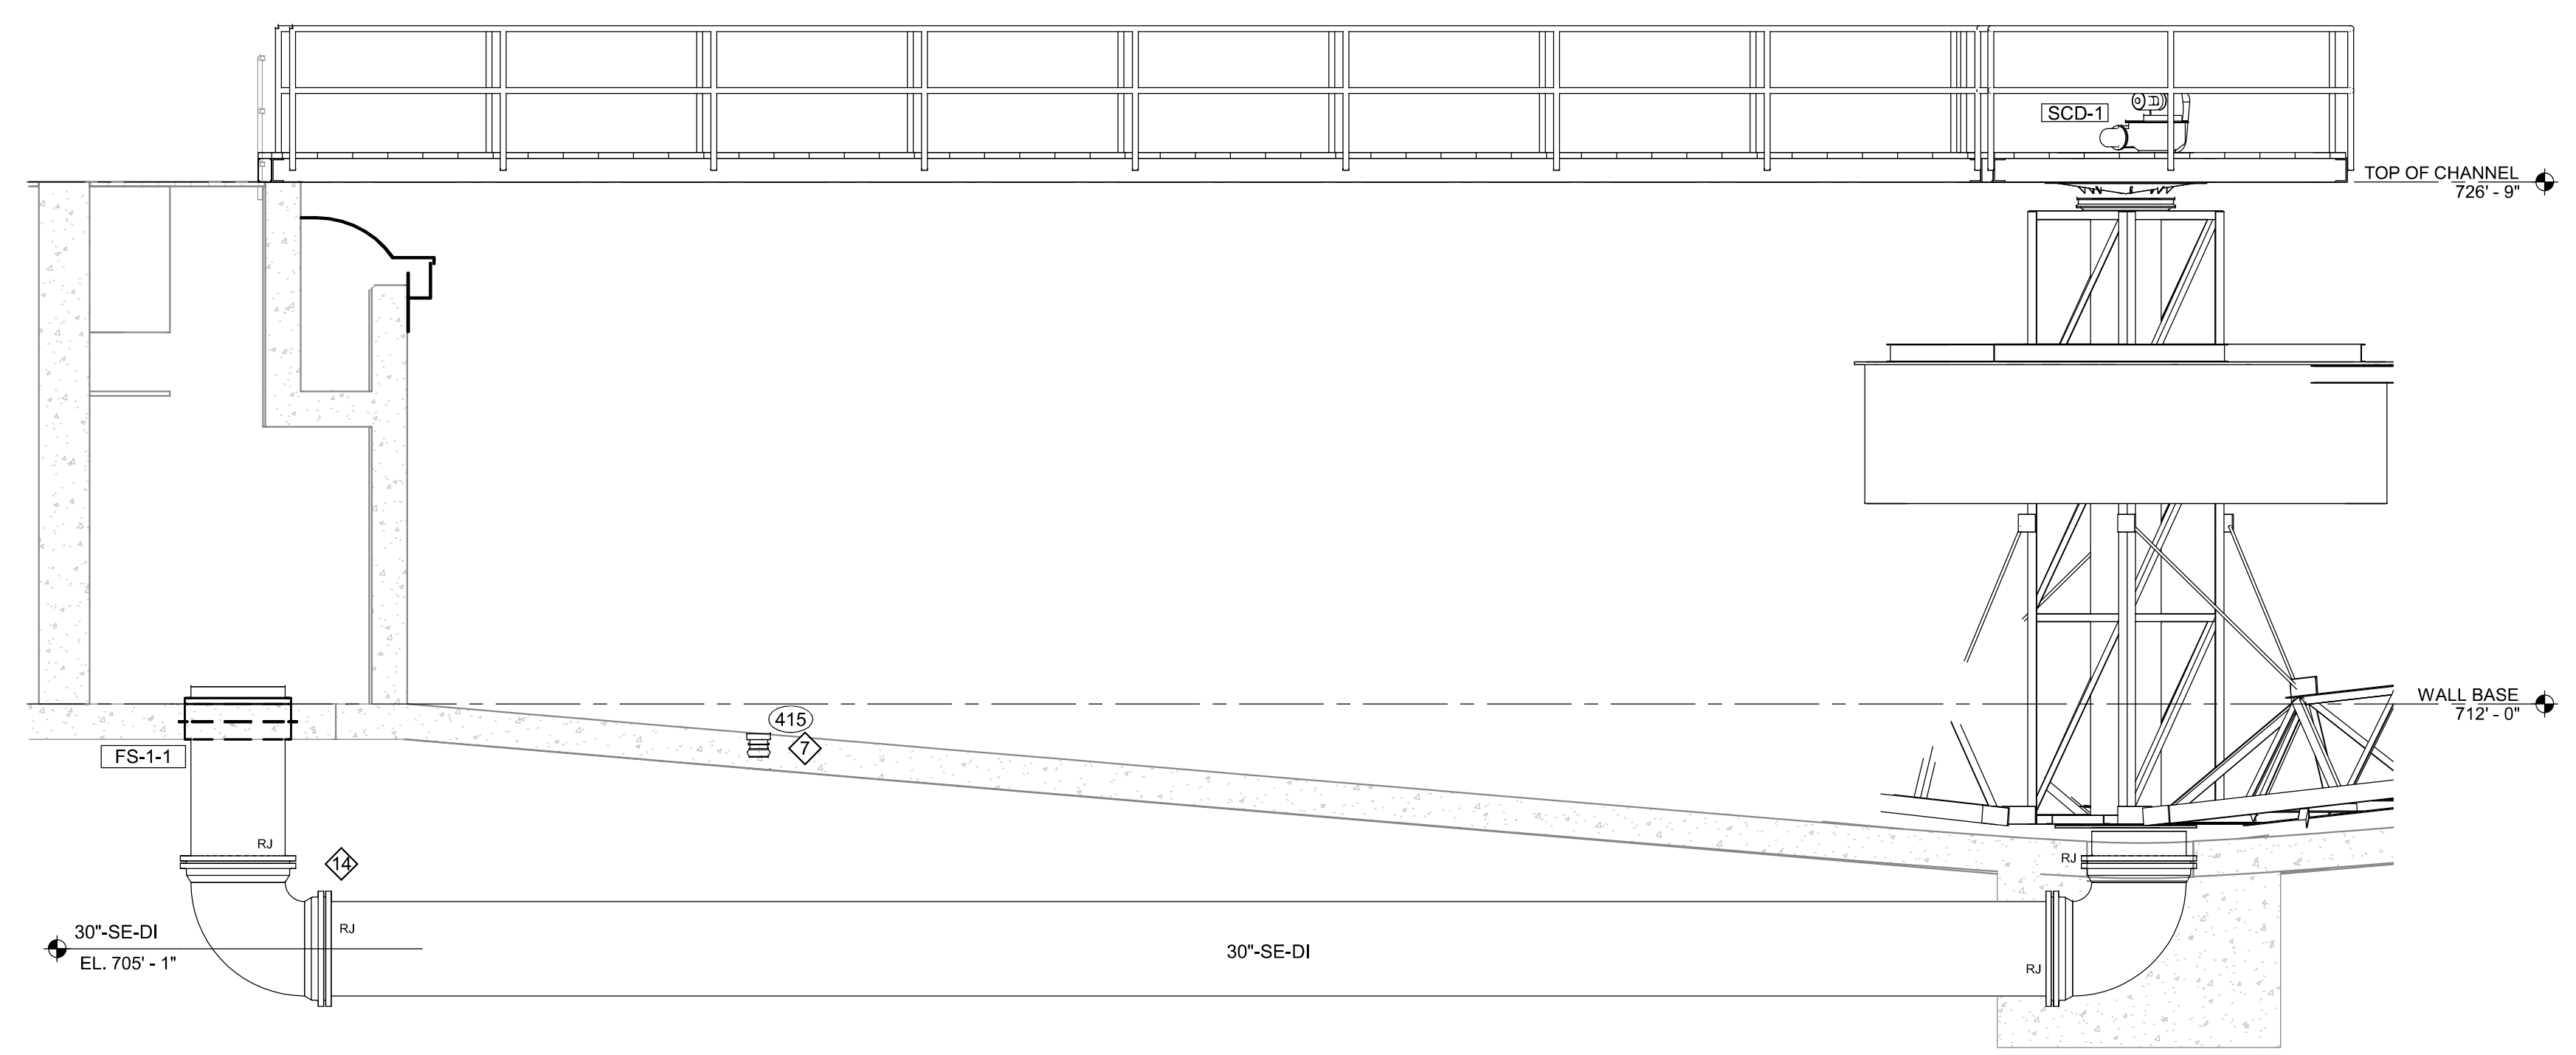 SCD-1
TOP OF CHANNEL
726' - 9"
WALL BASE
712' - 0"
415
7
FS-1-1
RJ
14
RJ
RJ
RJ
30"-SE-DI
EL. 705' - 1"
30"-SE-DI